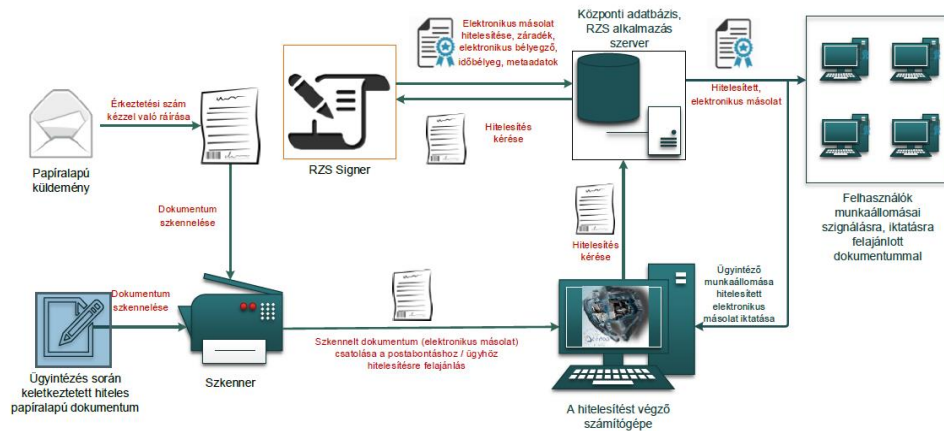 Elektronikus másolat
hitelesítése, záradék,
elektronikus bélyegző,
időbélyeg, metaadatok
Központi adatbázis,
RZS alkalmazás
szerver
Érkeztetési szám
kézzel való ráírása
Hitelesített,
elektronikus másolat
Hitelesítés
kérése
Papíralapú
küldemény
RZS Signer
Felhasználók
munkaállomásai
szignálásra, iktatásra
felajánlott
dokumentummal
Dokumentum
szkennelése
Hitelesítés
kérése
Ügyintéző
munkaállomása
hitelesített
elektronikus
másolat iktatása
Dokumentum
szkennelése
Szkennelt dokumentum (elektronikus másolat)
csatolása a postabontáshoz / ügyhöz
hitelesítésre felajánlás
Szkenner
Ügyintézés során
keletkeztetett hiteles
papíralapú dokumentum
A hitelesítést végző
számítógépe